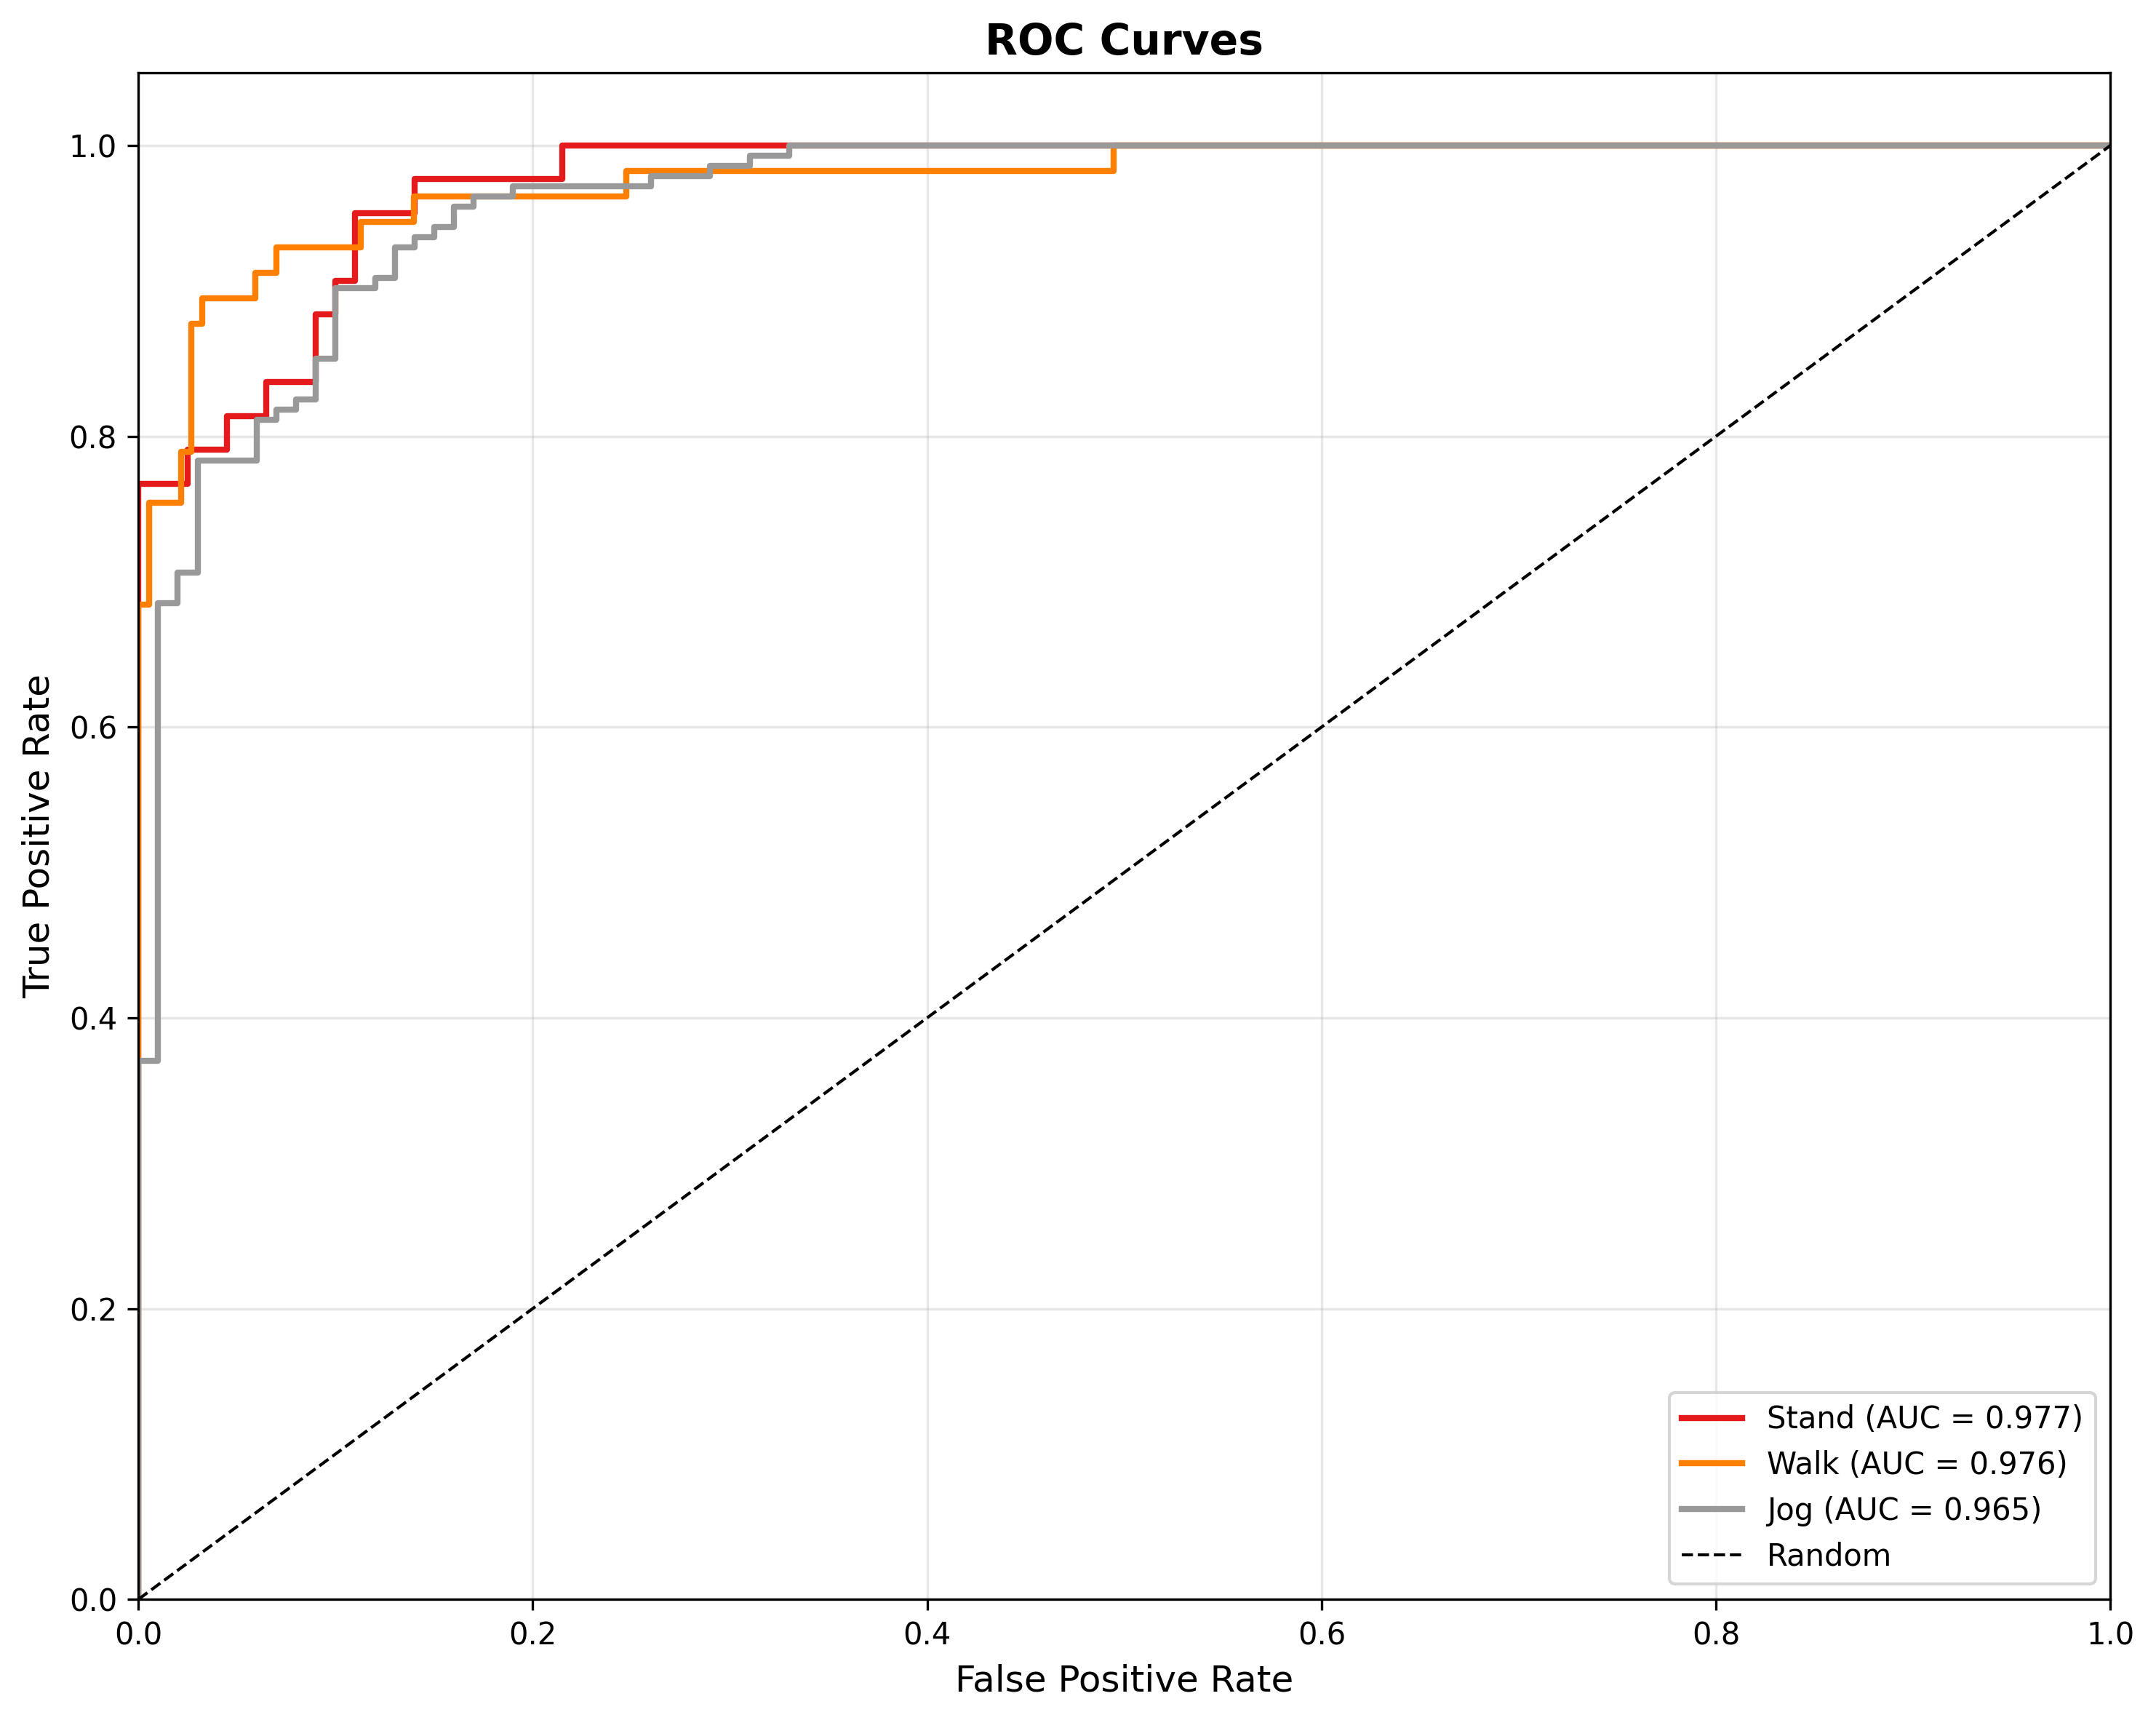 ROC Curves
1.0
0.8
0.6
0.4
0.2
0.0
True Positive Rate
0.0 0.2 0.4 0.6 0.8 1.0
False Positive Rate
Stand (AUC = 0.977)
Walk (AUC = 0.976)
Jog (AUC = 0.965)
Random